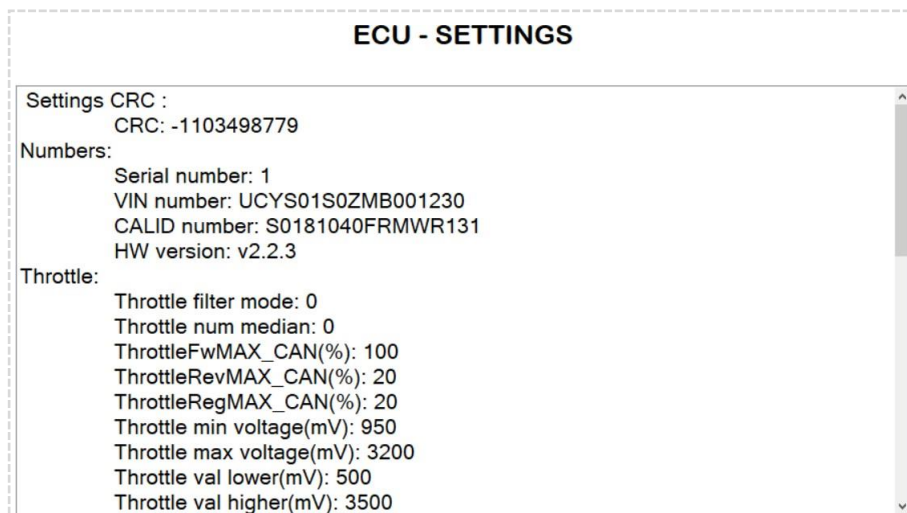 ECU - SETTINGS
Settings CRC :
CRC: -1103498779
Numbers:
Serial number: 1
VIN number: UCYS01S0ZMB001230
CALID number: S0181040FRMWR131
HW version: v2.2.3
Throttle:
Throttle filter mode: 0
Throttle num median: 0
ThrottleFwMAX_CAN(%): 100
ThrottleRevMAX_CAN(%): 20
ThrottleRegMAX_CAN(%): 20
Throttle min voltage(mV): 950
Throttle max voltage(mV): 3200
Throttle val lower(mV): 500
Throttle val higher(mV): 3500